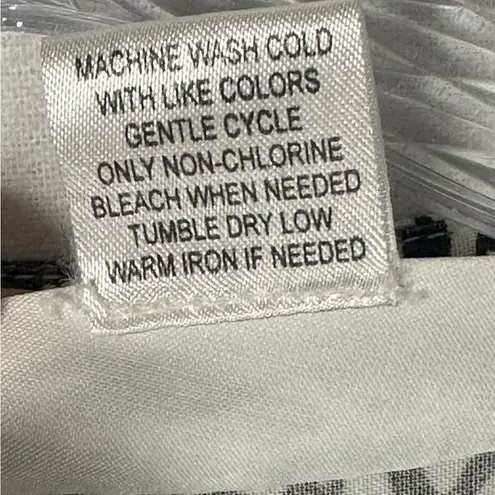 MACHINE WASH COLD
WITH LIKE COLORS
GENTLE CYCLE
ONLY NON-CHLORINE
BLEACH WHEN NEEDED
TUMBLE DRY LOW
WARM IRON IF NEEDED